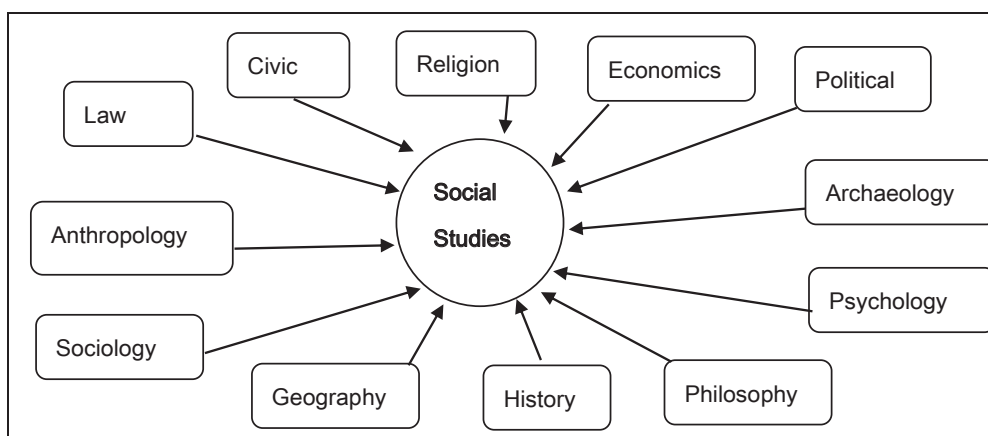 Civic
Religion
Economics
Political
Law
Social
Studies
Archaeology
Anthropology
Psychology
Sociology
Geography
History
Philosophy